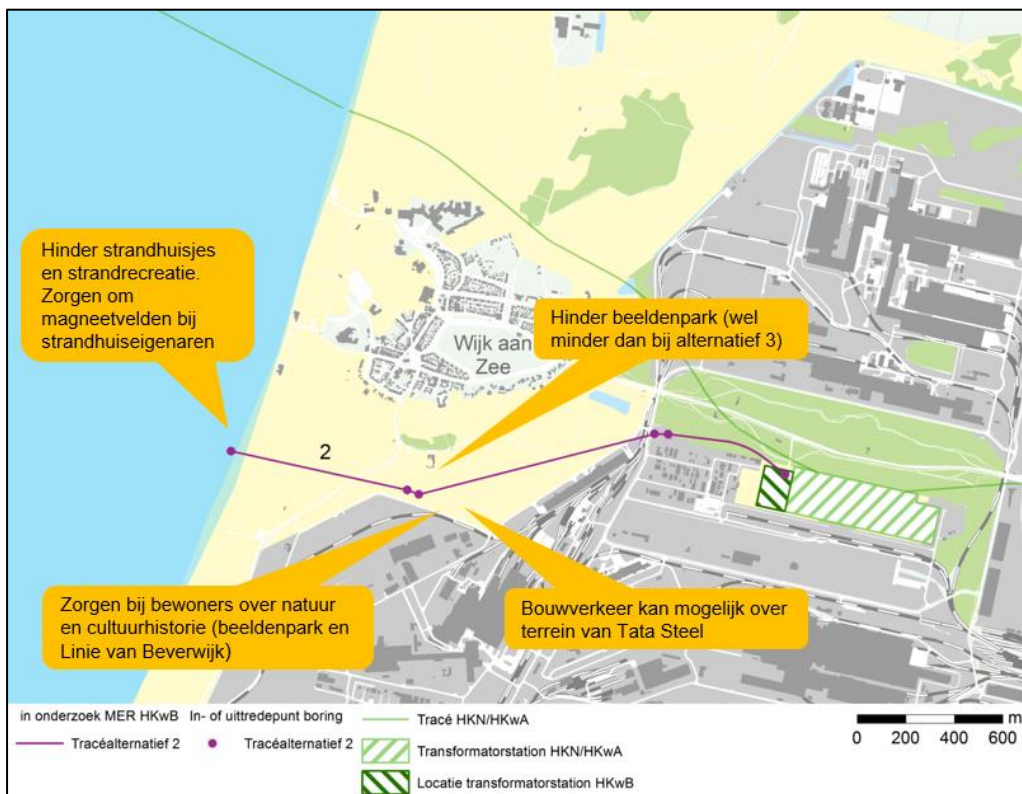 Hinder strandhuisjes
en strandrecreatie.
Zorgen om
magneetvelden bij
strandhuiseigenaren
Hinder beeldenpark (wel
minder dan bij alternatief 3)
Wijk aan
Zee
2
Zorgen bij bewoners over natuur
en cultuurhistorie (beeldenpark en
Linie van Beverwijk)
Bouwverkeer kan mogelijk over
terrein van Tata Steel
in onderzoek MER HKwB
Tracéalternatief 2
In- of uittredepunt boring
Tracéalternatief 2
Tracé HKN/HKwA
Transformatorstation HKN/HKwA
Locatie transformatorstation HKwB
m
0 200 400 600